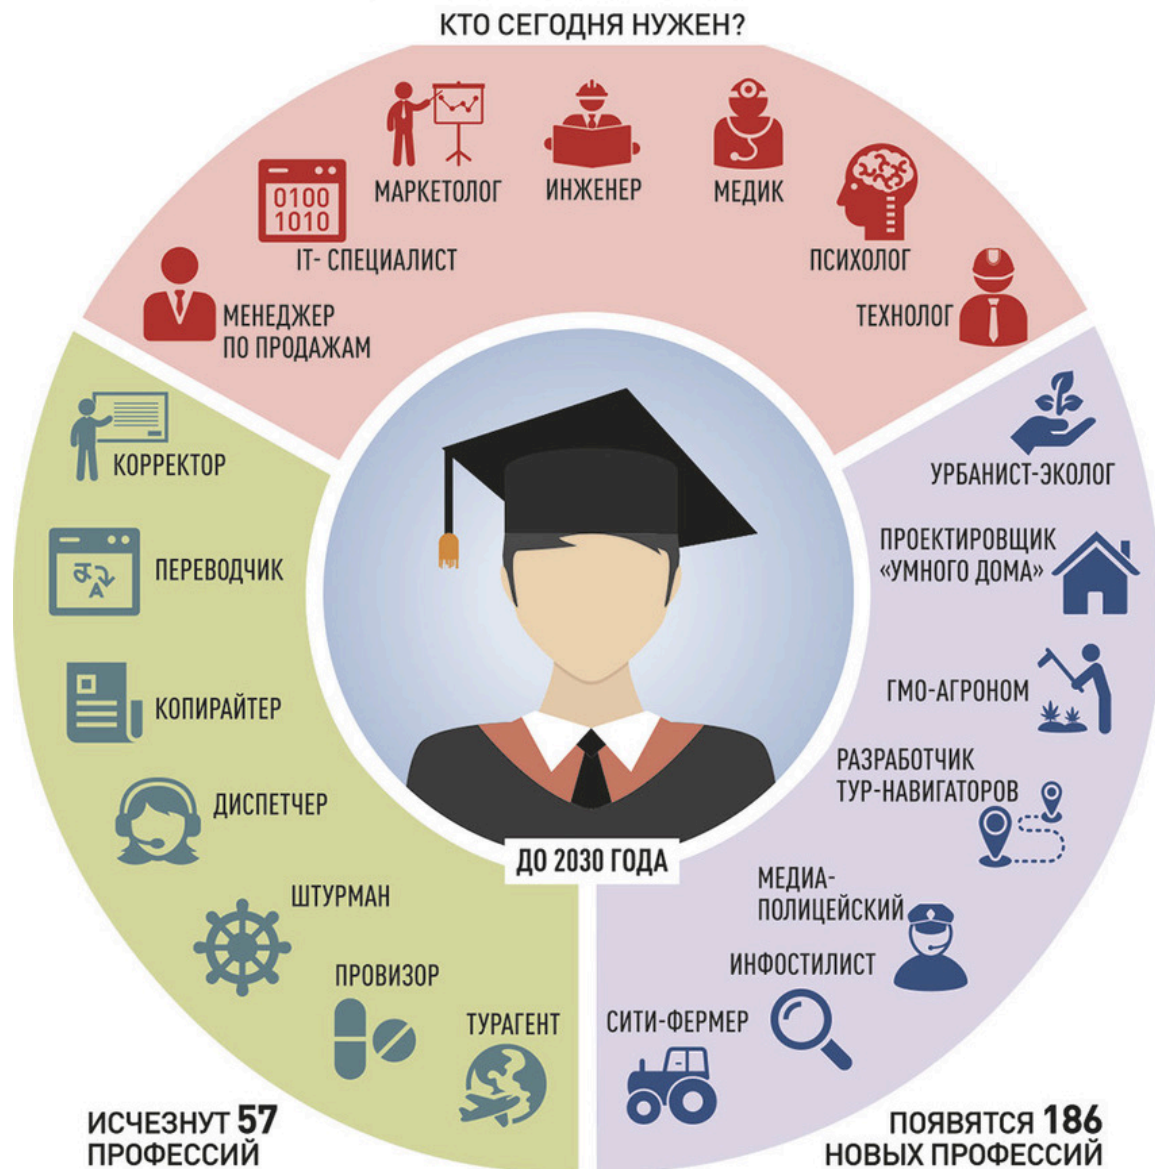 КТО СЕГОДНЯ НУЖЕН?
МАРКЕТОЛОГ
ИНЖЕНЕР
МЕДИК
0100
1010
IT- СПЕЦИАЛИСТ
ПСИХОЛОГ
МЕНЕДЖЕР
ПО ПРОДАЖАМ
ТЕХНОЛОГ
КОРРЕКТОР
ПЕРЕВОДЧИК
A
КОПИРАЙТЕР
ДИСПЕТЧЕР
ШТУРМАН
ПРОВИЗОР
ТУРАГЕНТ
ИСЧЕЗНУТ 57
ПРОФЕССИЙ
ДО 2030 ГОДА
УРБАНИСТ-ЭКОЛОГ
ПРОЕКТИРОВЩИК
«УМНОГО ДОМА»
ГМО-АГРОНОМ
РАЗРАБОТЧИК
ТУР-НАВИГАТОРОВ
МЕДИА-
ПОЛИЦЕЙСКИЙ
ИНФОСТИЛИСТ
СИТИ-ФЕРМЕР
ПОЯВЯТСЯ 186
НОВЫХ ПРОФЕССИЙ